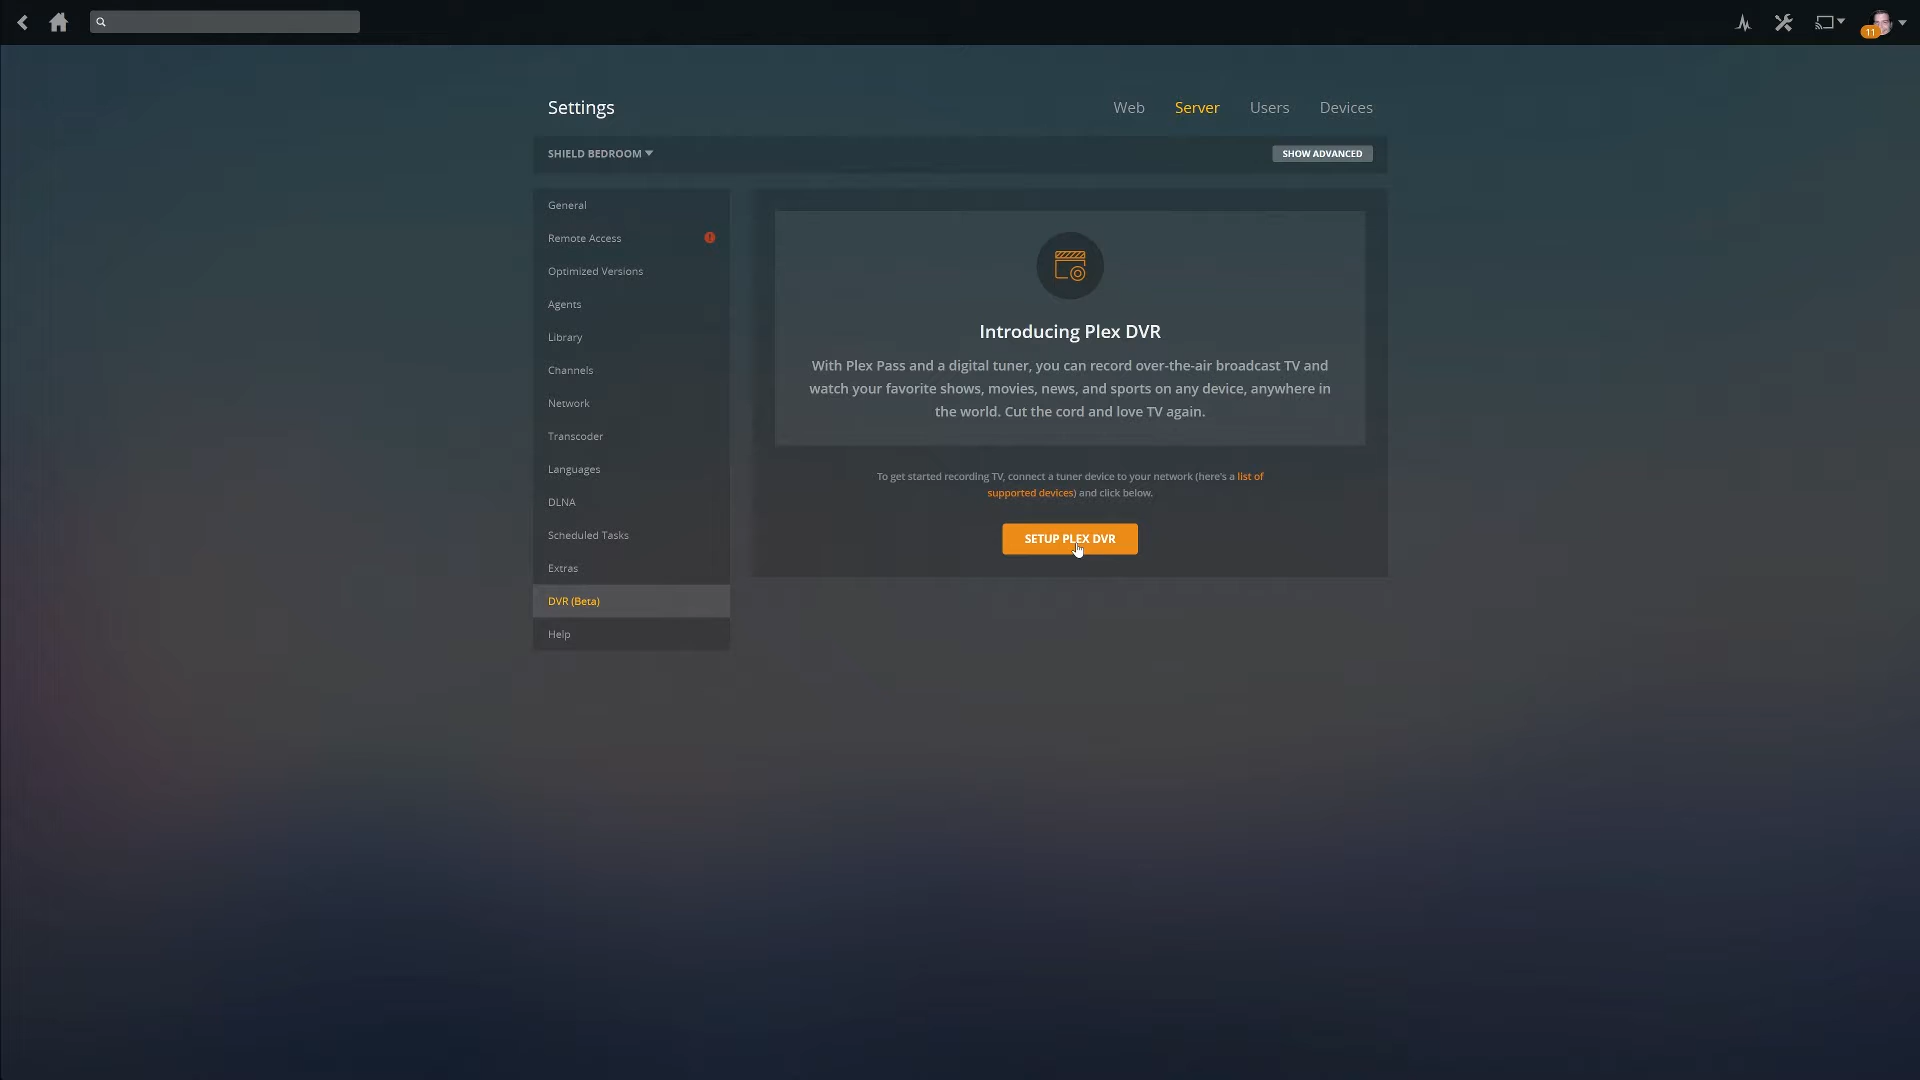 11
Settings
Web
Server
Users
Devices
SHIELD BEDROOM
SHOW ADVANCED
General
Remote Access
Optimized Versions
Agents
Library
Channels
Network
Transcoder
Languages
DLNA
Scheduled Tasks
Extras
DVR (Beta)
Help
Introducing Plex DVR
With Plex Pass and a digital tuner, you can record over-the-air broadcast TV and
watch your favorite shows, movies, news, and sports on any device, anywhere in
the world. Cut the cord and love TV again.
To get started recording TV, connect a tuner device to your network (here's a list of
supported devices) and click below.
SETUP PLEX DVR